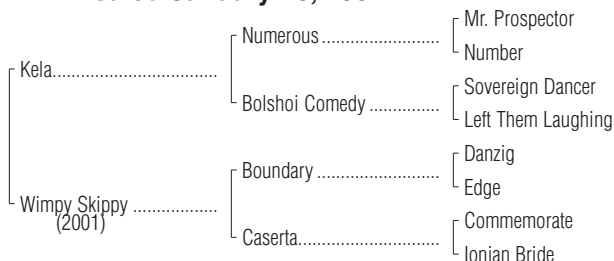 Mr. Prospector
Numerous ..........................
Number
Kela.....................................
Sovereign Dancer
Bolshoi Comedy ...............
Left Them Laughing
Danzig
Boundary ...........................
Edge
Wimpy Skippy ...................
(2001)
Commemorate
Caserta...............................
Ionian Bride